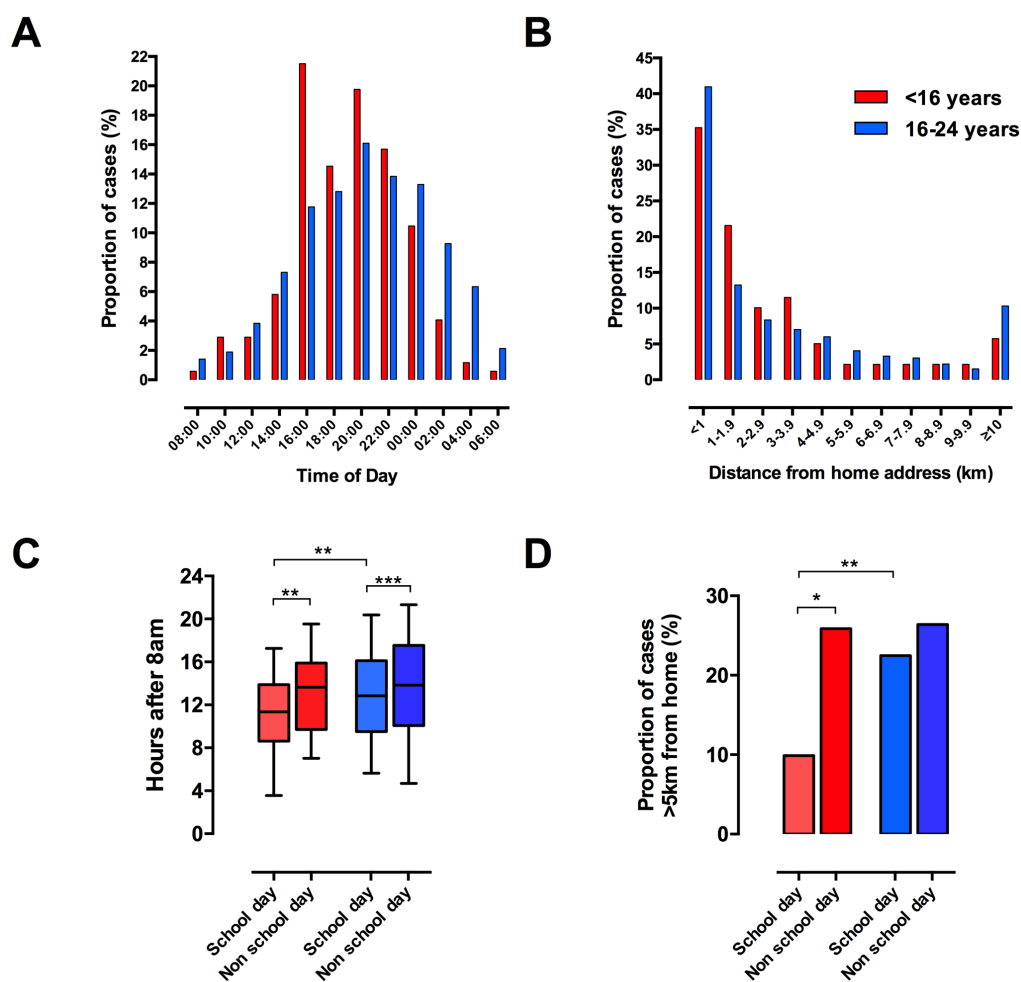 A
Proportion of cases (%)
22
20
18
16
14
12
10
8
6
4
2
0
08:00
10:00
12:00
14:00
16:00
18:00
20:00
22:00
00:00
02:00
04:00
06:00
Time of Day
B
Proportion of cases (%)
45
40
35
30
25
20
15
10
5
0
<16 years
16-24 years
<1
1-1.9
2-2.9
3-3.9
4-4.9
5-5.9
6-6.9
7-7.9
8-8.9
9-9.9
≥10
Distance from home address (km)
C
Hours after 8am
24
20
16
12
8
4
0
**
**
***
School day
Non school day
School day
Non school day
D
Proportion of cases
>5km from home (%)
30
20
10
0
**
*
School day
Non school day
School day
Non school day